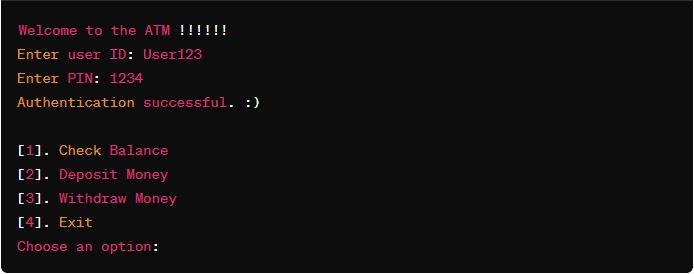 Welcome to the ATM !!!!!!
Enter user ID: User123
Enter PIN: 1234
Authentication successful. :)
[1]. Check Balance
[2]. Deposit Money
[3]. Withdraw Money
[4]. Exit
Choose an option: